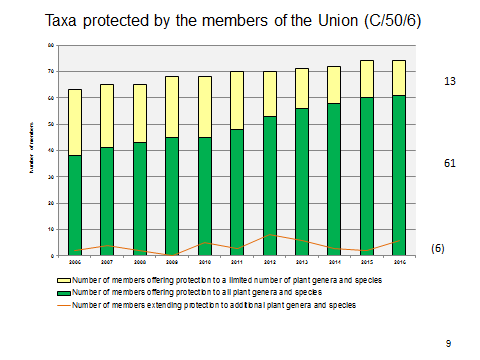 Taxa protected by the members of the Union (C/50/6)
80
70
60
50
40
30
20
10
0
Number of members
2006 2007 2008 2009 2010 2011 2012 2013 2014 2015 2016
13
61
(6)
Number of members offering protection to a limited number of plant genera and species
Number of members offering protection to all plant genera and species
Number of members extending protection to additional plant genera and species
9